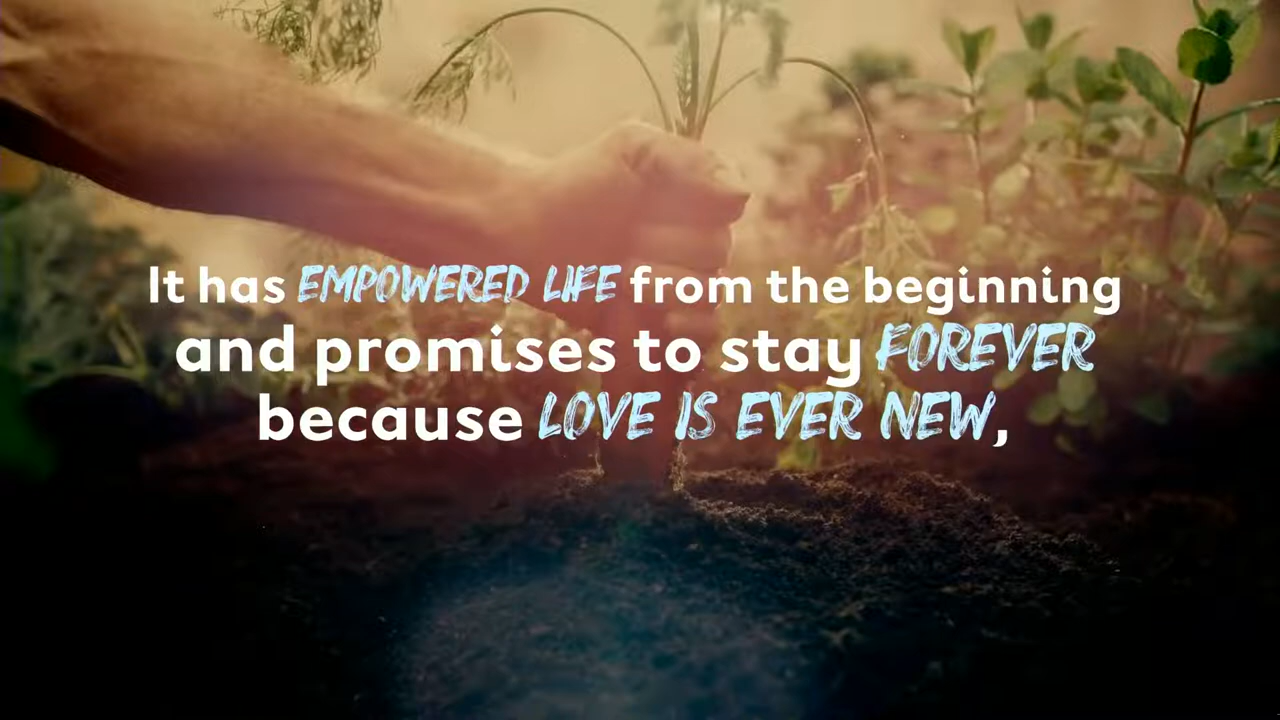 It has EMPOWERED LIFE from the beginning
and promises to stay FOREVER
because LOVE IS EVER NEW,